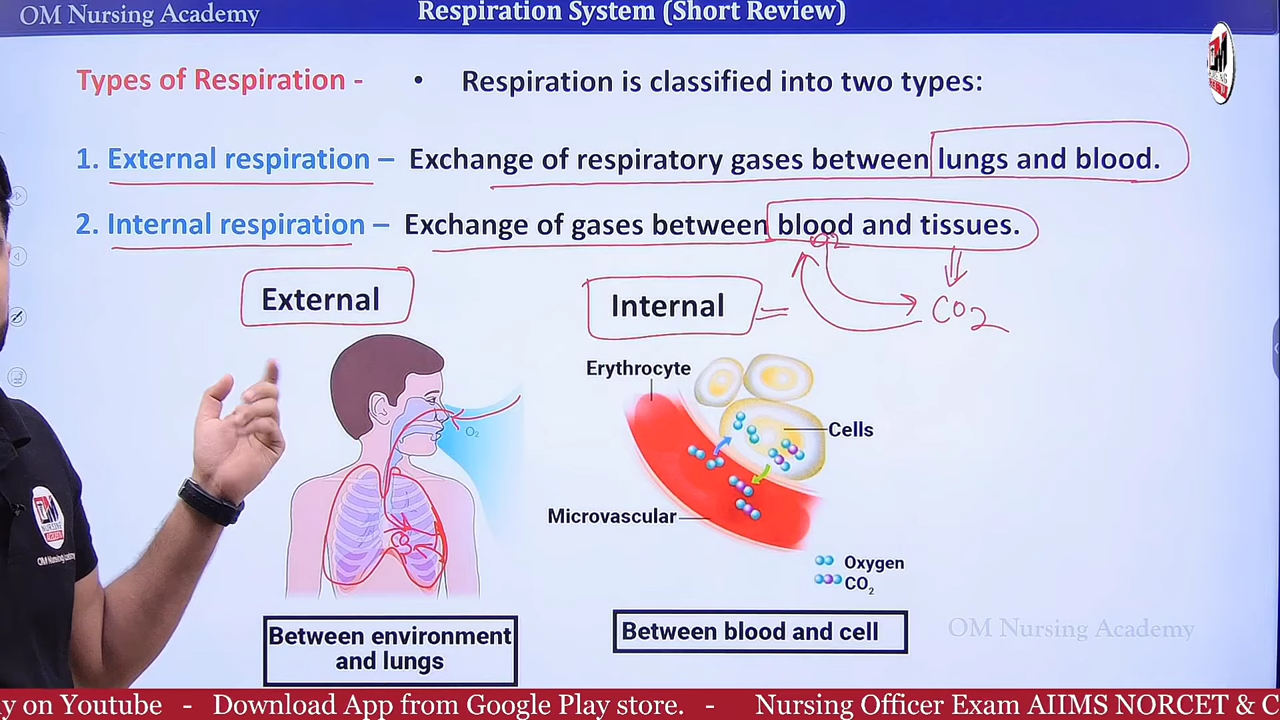 OM Nursing Academy
Respiration System (Short Review)
Types of Respiration -
• Respiration is classified into two types:
1. External respiration – Exchange of respiratory gases between lungs and blood.
2. Internal respiration – Exchange of gases between blood and tissues.
O2
CO2
External
Internal =
Erythrocyte
O2
Cells
Microvascular
Oxygen
CO2
Between environment
and lungs
Between blood and cell
OM Nursing Academy
OM Nursing Academy
y on Youtube - Download App from Google Play store. - Nursing Officer Exam AIIMS NORCET & C